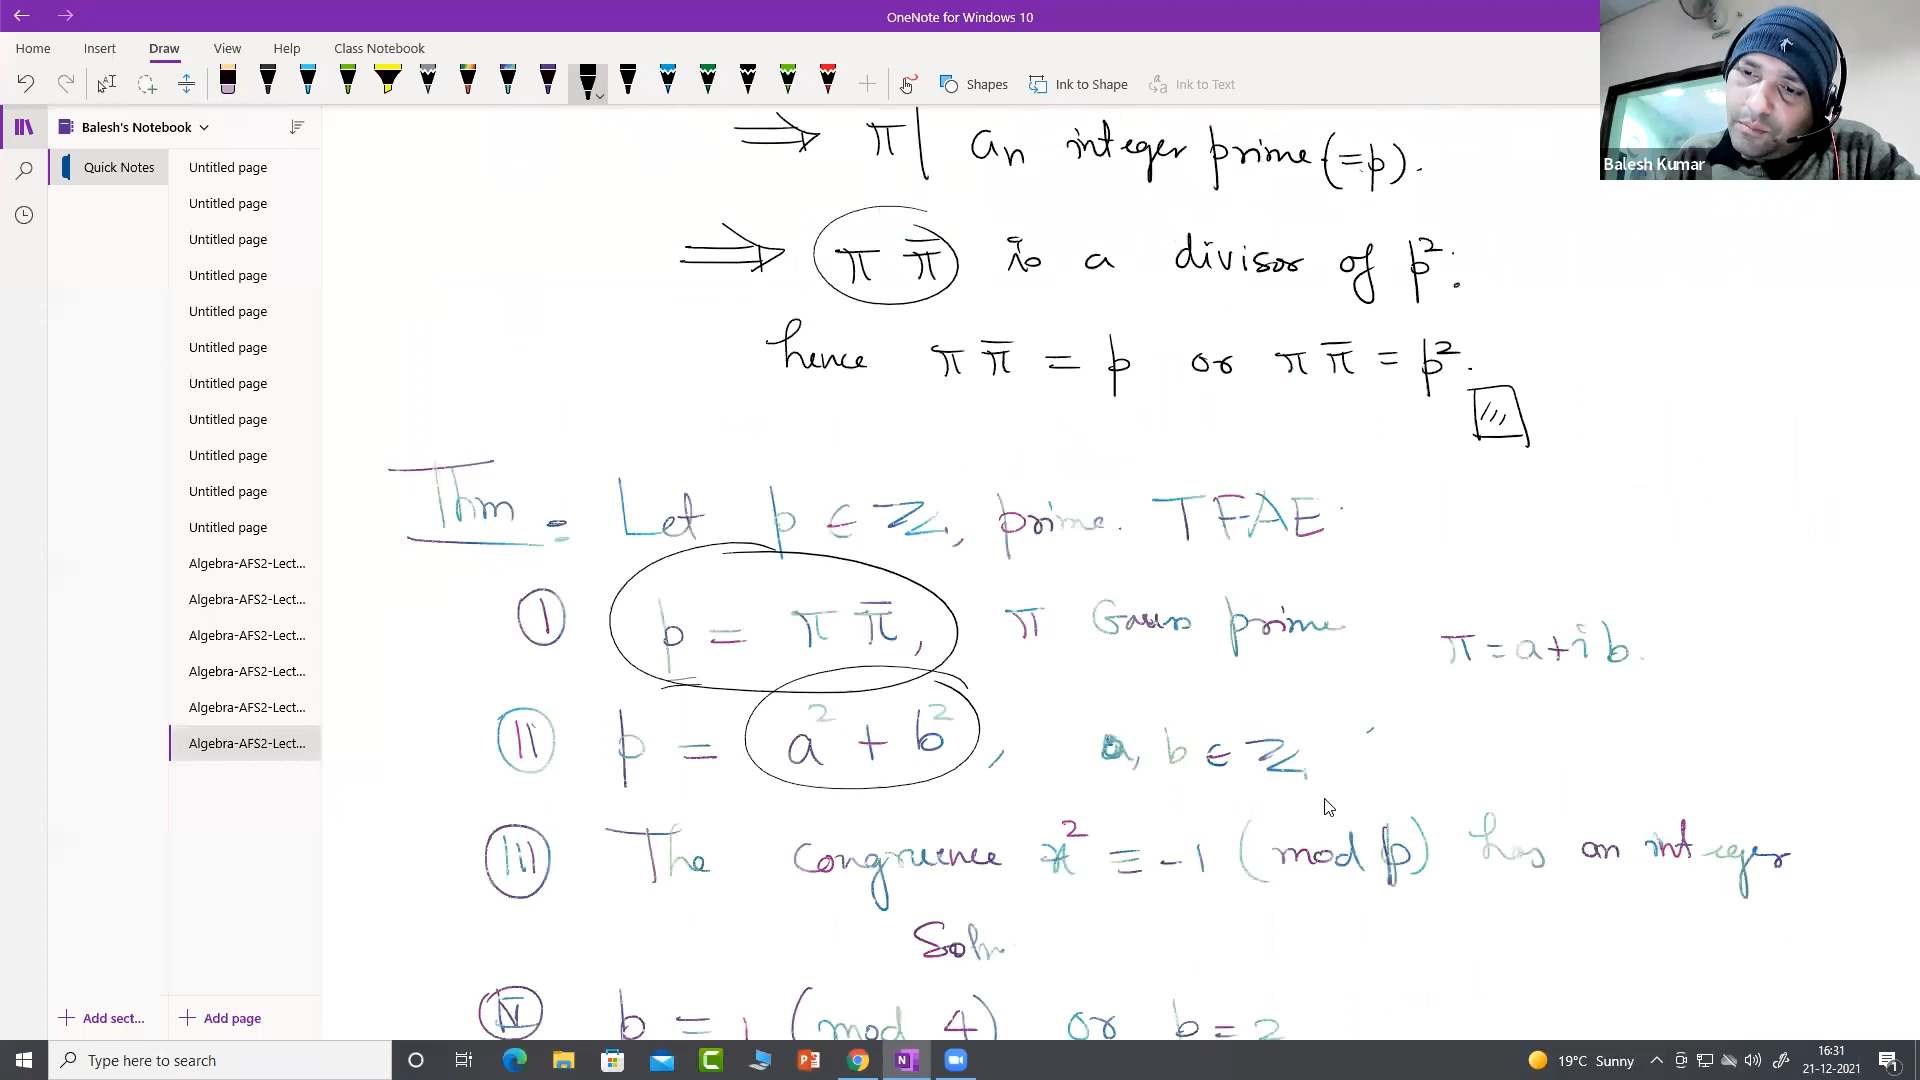 OneNote for Windows 10
Home Insert Draw View Help Class Notebook
Shapes Ink to Shape Ink to Text
Balesh Kumar
Balesh's Notebook
Quick Notes
Untitled page
Untitled page
Untitled page
Untitled page
Untitled page
Untitled page
Untitled page
Untitled page
Untitled page
Untitled page
Untitled page
Algebra-AFS2-Lect...
Algebra-AFS2-Lect...
Algebra-AFS2-Lect...
Algebra-AFS2-Lect...
Algebra-AFS2-Lect...
Algebra-AFS2-Lect...
Add sect... Add page
⟹ π | an integer prime (=p).
⟹ π π̄ is a divisor of p².
hence π π̄ = p or π π̄ = p².
Thm = Let p ∈ ℤ, prime. TFAE.
(I) p = π π̄, π Gauss prime π = a+ib.
(II) p = a² + b², a, b ∈ ℤ
(III) The congruence x² ≡ -1 (mod p) has an integer
Soln
(IV) p ≡ 1 (mod 4) or p = 2
Type here to search
19°C Sunny
16:31
21-12-2021
1